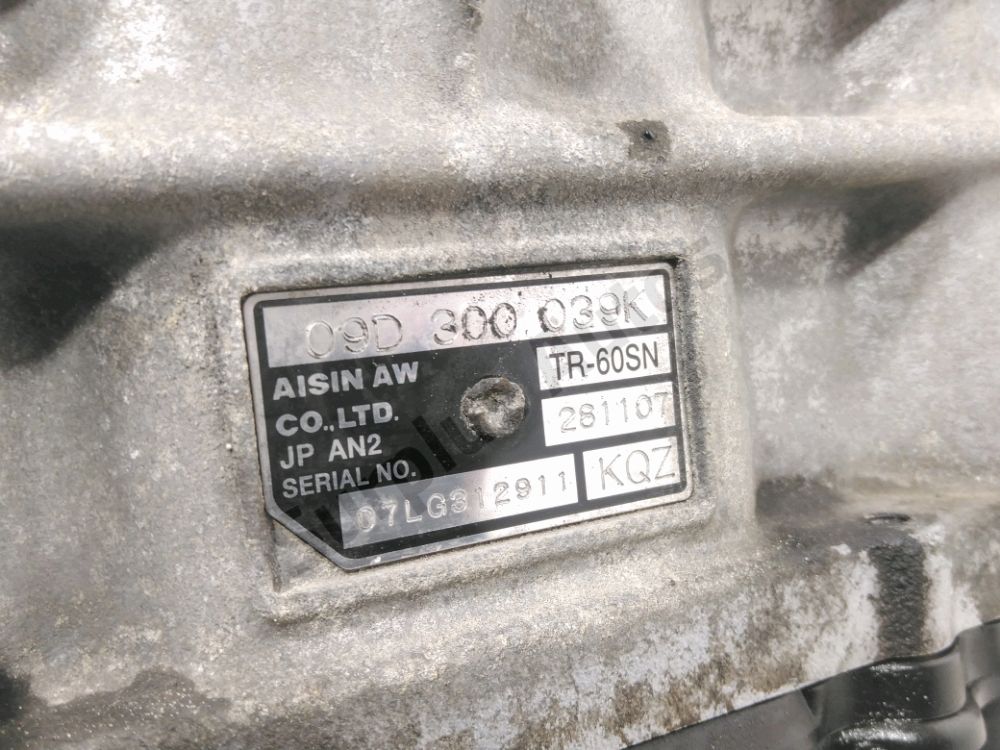 09D 300 039K
AISIN AW
CO.,LTD.
JP AN2
SERIAL NO.
TR-60SN
281107
07LG312911
KQZ